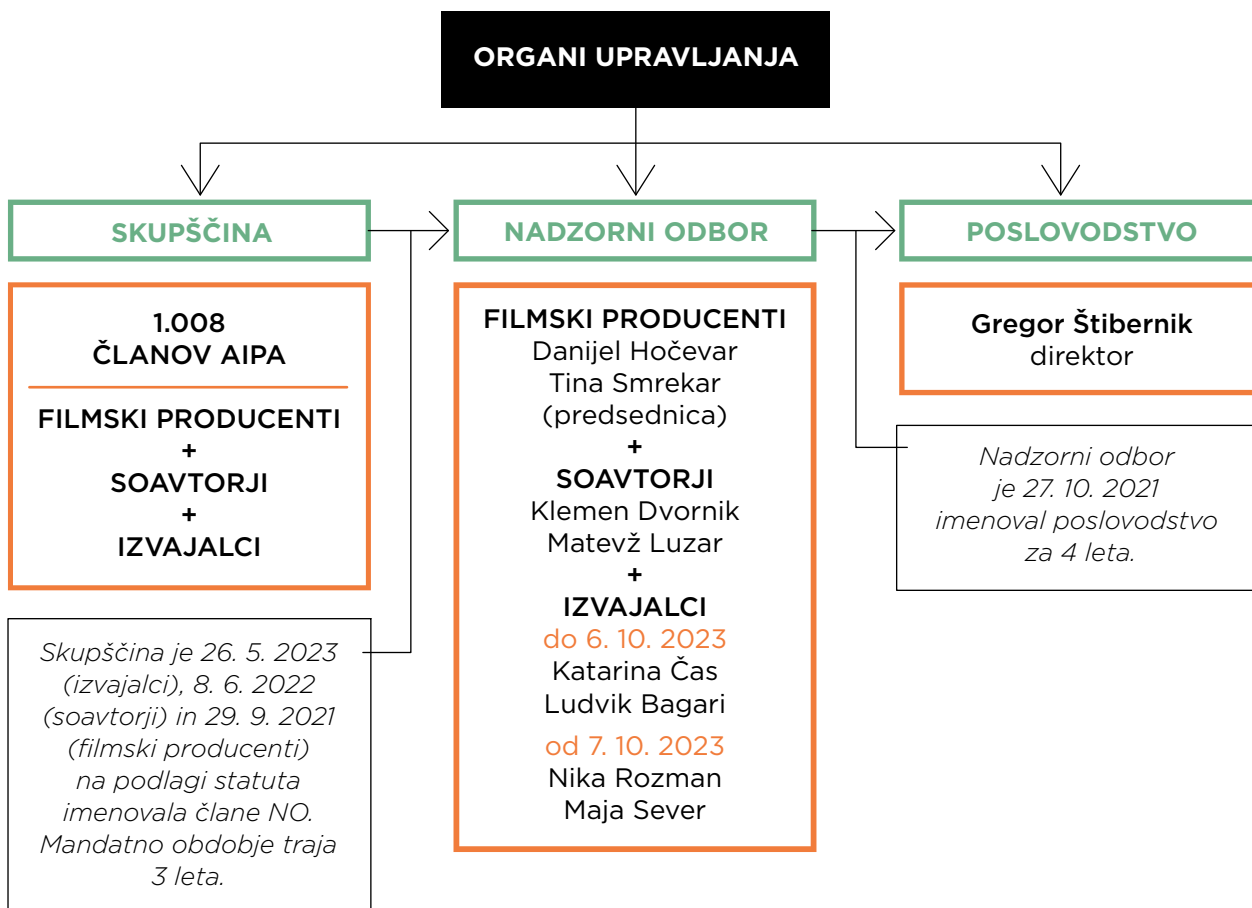 ORGANI UPRAVLJANJA
SKUPŠČINA
1.008
ČLANOV AIPA
FILMSKI PRODUCENTI
+
SOAVTORJI
+
IZVAJALCI
Skupščina je 26. 5. 2023
(izvajalci), 8. 6. 2022
(soavtorji) in 29. 9. 2021
(filmski producenti)
na podlagi statuta
imenovala člane NO.
Mandatno obdobje traja
3 leta.
NADZORNI ODBOR
FILMSKI PRODUCENTI
Danijel Hočevar
Tina Smrekar
(predsednica)
+
SOAVTORJI
Klemen Dvornik
Matevž Luzar
+
IZVAJALCI
do 6. 10. 2023
Katarina Čas
Ludvik Bagari
od 7. 10. 2023
Nika Rozman
Maja Sever
POSLOVODSTVO
Gregor Štibernik
direktor
Nadzorni odbor
je 27. 10. 2021
imenoval poslovodstvo
za 4 leta.